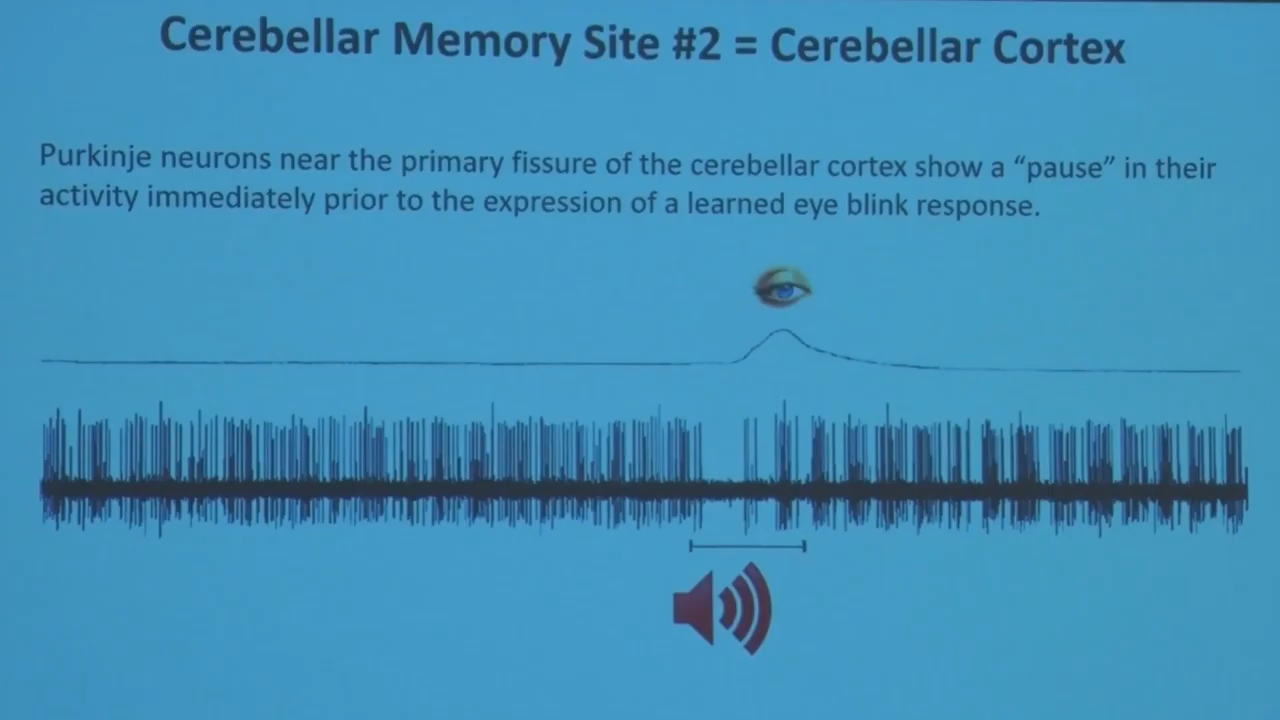 Cerebellar Memory Site #2 = Cerebellar Cortex
Purkinje neurons near the primary fissure of the cerebellar cortex show a “pause” in their
activity immediately prior to the expression of a learned eye blink response.